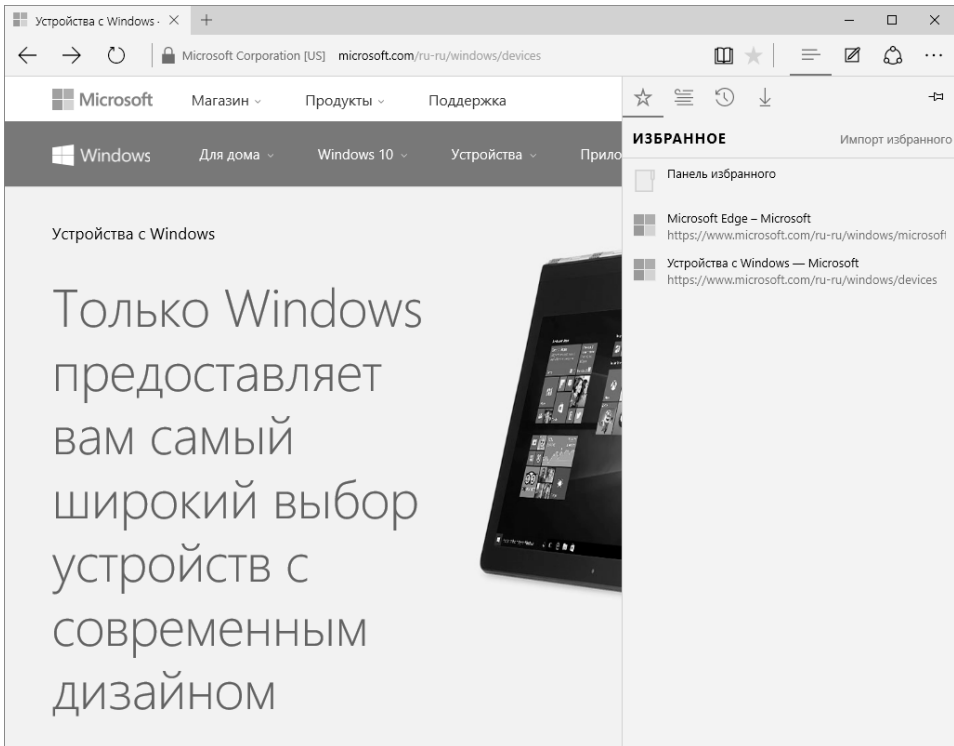 Устройства с Windows ·
Microsoft Corporation [US] microsoft.com/ru-ru/windows/devices
Microsoft Магазин Продукты Поддержка
Windows Для дома Windows 10 Устройства Прило
ИЗБРАННОЕ Импорт избранного
Панель избранного
Microsoft Edge – Microsoft
https://www.microsoft.com/ru-ru/windows/microsoft
Устройства с Windows — Microsoft
https://www.microsoft.com/ru-ru/windows/devices
Устройства с Windows
Только Windows
предоставляет
вам самый
широкий выбор
устройств с
современным
дизайном